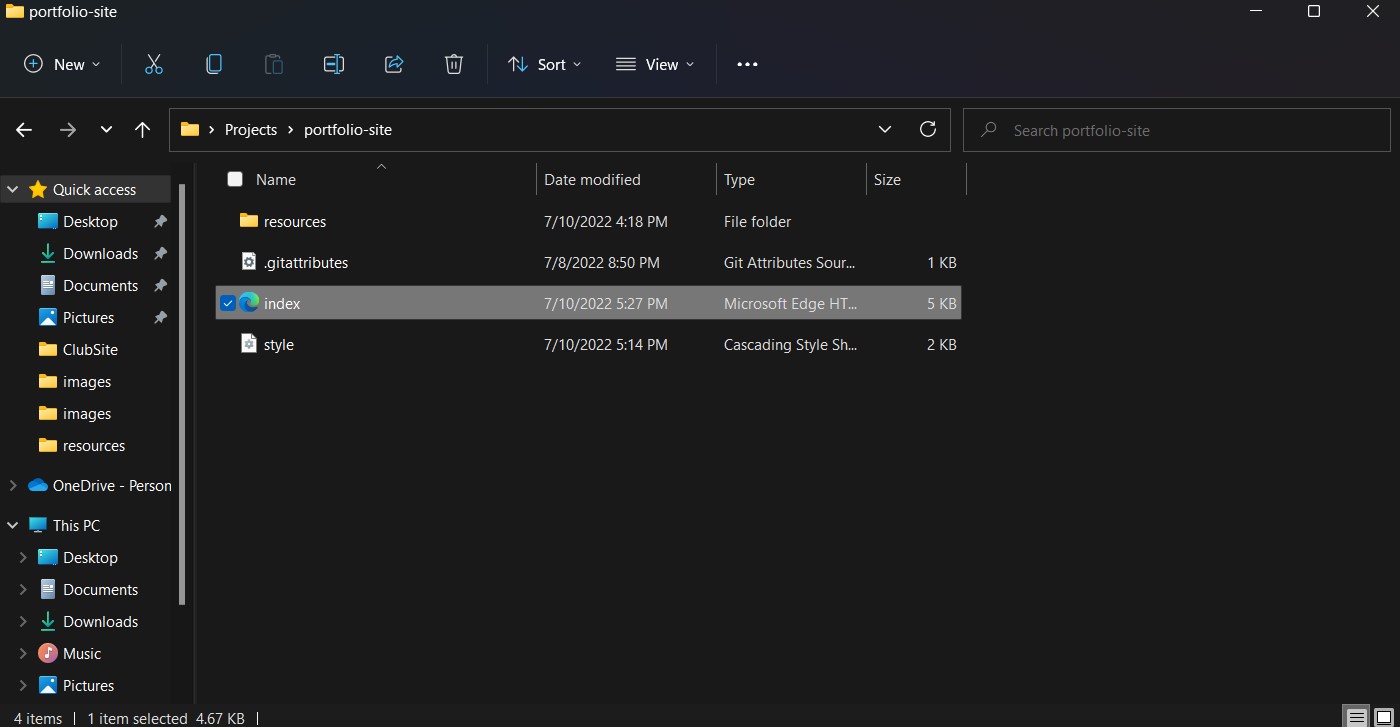 portfolio-site
New Sort View
Projects > portfolio-site Search portfolio-site
Name Date modified Type Size
Quick access
Desktop
Downloads
Documents
Pictures
ClubSite
images
images
resources
OneDrive - Person
This PC
Desktop
Documents
Downloads
Music
Pictures
resources 7/10/2022 4:18 PM File folder
.gitattributes 7/8/2022 8:50 PM Git Attributes Sour... 1 KB
index 7/10/2022 5:27 PM Microsoft Edge HT... 5 KB
style 7/10/2022 5:14 PM Cascading Style Sh... 2 KB
4 items | 1 item selected 4.67 KB |